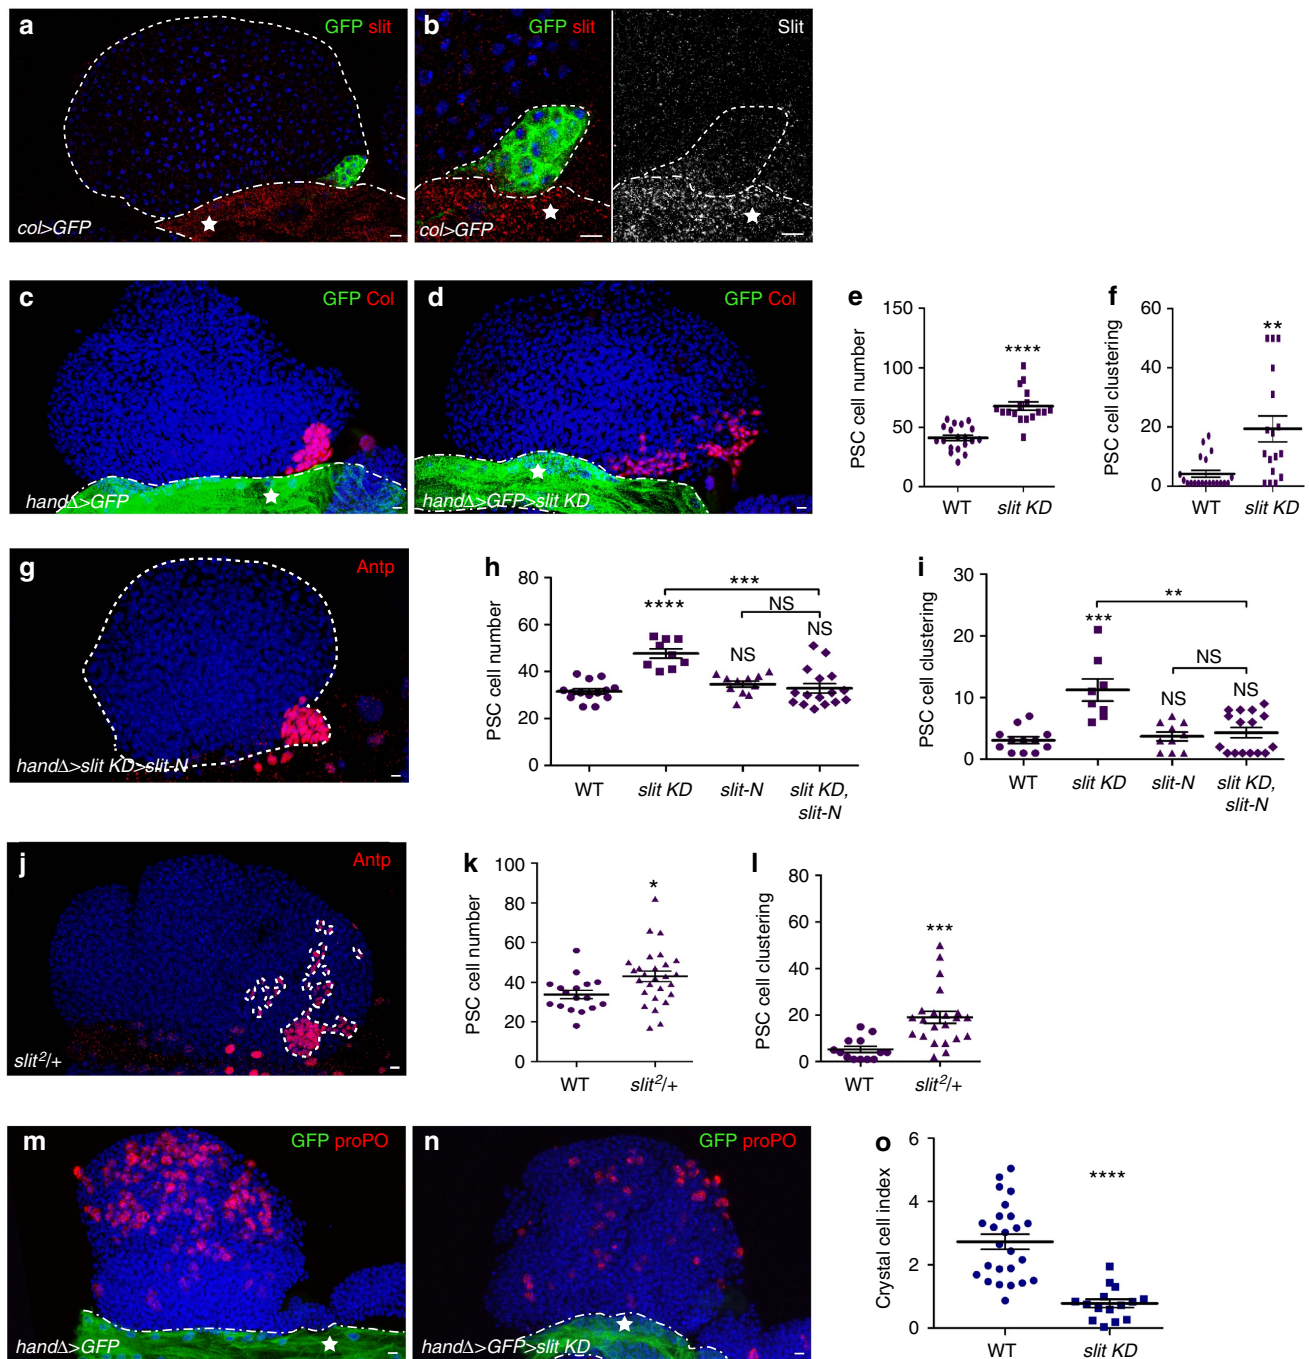 a
GFP slit
col>GFP
b
GFP slit
Slit
col>GFP
c
GFP Col
handΔ>GFP
d
GFP Col
handΔ>GFP>slit KD
e
150
100
50
0
PSC cell number
****
WT
slit KD
f
60
40
20
0
PSC cell clustering
**
WT
slit KD
g
Antp
handΔ>slit KD>slit-N
h
80
60
40
20
0
PSC cell number
***
NS
****
NS
NS
WT
slit KD
slit-N
slit KD,
slit-N
i
30
20
10
0
PSC cell clustering
**
NS
***
NS
NS
WT
slit KD
slit-N
slit KD,
slit-N
j
Antp
slit²/+
k
100
80
60
40
20
0
PSC cell number
*
WT
slit²/+
l
80
60
40
20
0
PSC cell clustering
***
WT
slit²/+
m
GFP proPO
handΔ>GFP
n
GFP proPO
handΔ>GFP>slit KD
o
6
4
2
0
Crystal cell index
****
WT
slit KD